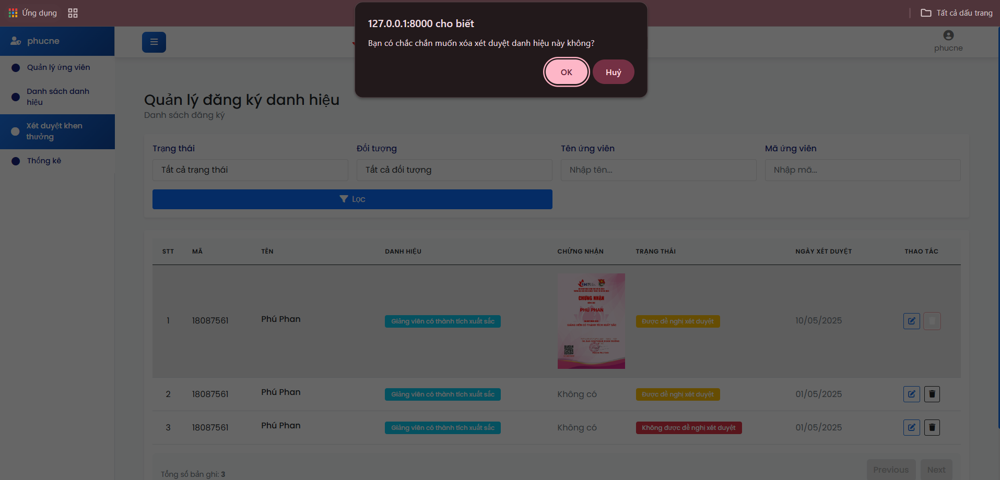 Ứng dụng
Tất cả dấu trang
127.0.0.1:8000 cho biết
Bạn có chắc chắn muốn xóa xét duyệt danh hiệu này không?
OK
Huỷ
phucne
phucne
Quản lý ứng viên
Danh sách danh
hiệu
Xét duyệt khen
thưởng
Thống kê
Quản lý đăng ký danh hiệu
Danh sách đăng ký
Trạng thái
Đối tượng
Tên ứng viên
Mã ứng viên
Tất cả trạng thái
Tất cả đối tượng
Nhập tên...
Nhập mã...
Lọc
STT MÃ TÊN DANH HIỆU CHỨNG NHẬN TRẠNG THÁI NGÀY XÉT DUYỆT THAO TÁC
CHỨNG NHẬN
PHÚ PHAN
GIẢNG VIÊN CÓ THÀNH TÍCH XUẤT SẮC
1 18087561 Phú Phan Giảng viên có thành tích xuất sắc Được đề nghị xét duyệt 10/05/2025
2 18087561 Phú Phan Giảng viên có thành tích xuất sắc Không có Được đề nghị xét duyệt 01/05/2025
3 18087561 Phú Phan Giảng viên có thành tích xuất sắc Không có Không được đề nghị xét duyệt 01/05/2025
Tổng số bản ghi: 3
Previous
Next